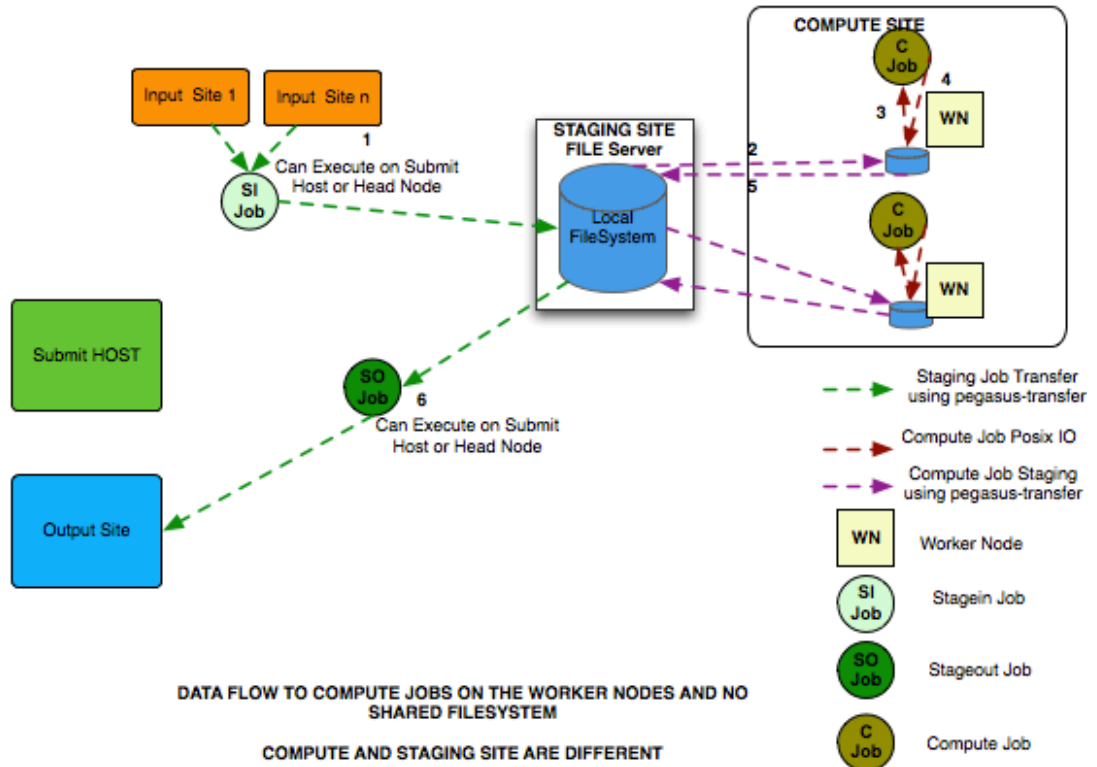 COMPUTE SITE
C
Job
4
3
WN
Input Site 1
Input Site n
1
Can Execute on Submit
Host or Head Node
SI
Job
STAGING SITE
FILE Server
Local
FileSystem
2
5
C
Job
WN
Submit HOST
SO
Job
6
Can Execute on Submit
Host or Head Node
Output Site
Staging Job Transfer
using pegasus-transfer
Compute Job Posix IO
Compute Job Staging
using pegasus-transfer
WN
Worker Node
SI
Job
Stagein Job
SO
Job
Stageout Job
C
Job
Compute Job
DATA FLOW TO COMPUTE JOBS ON THE WORKER NODES AND NO
SHARED FILESYSTEM
COMPUTE AND STAGING SITE ARE DIFFERENT